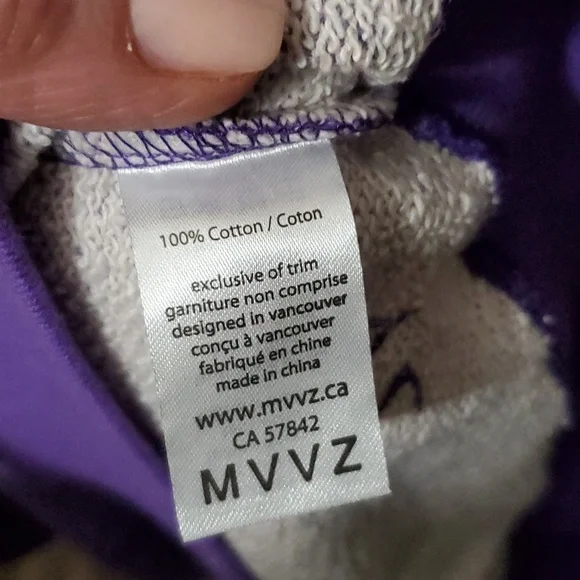 100% Cotton / Coton
exclusive of trim
garniture non comprise
designed in vancouver
conçu à vancouver
fabriqué en chine
made in china
www.mvvz.ca
CA 57842
MVVZ